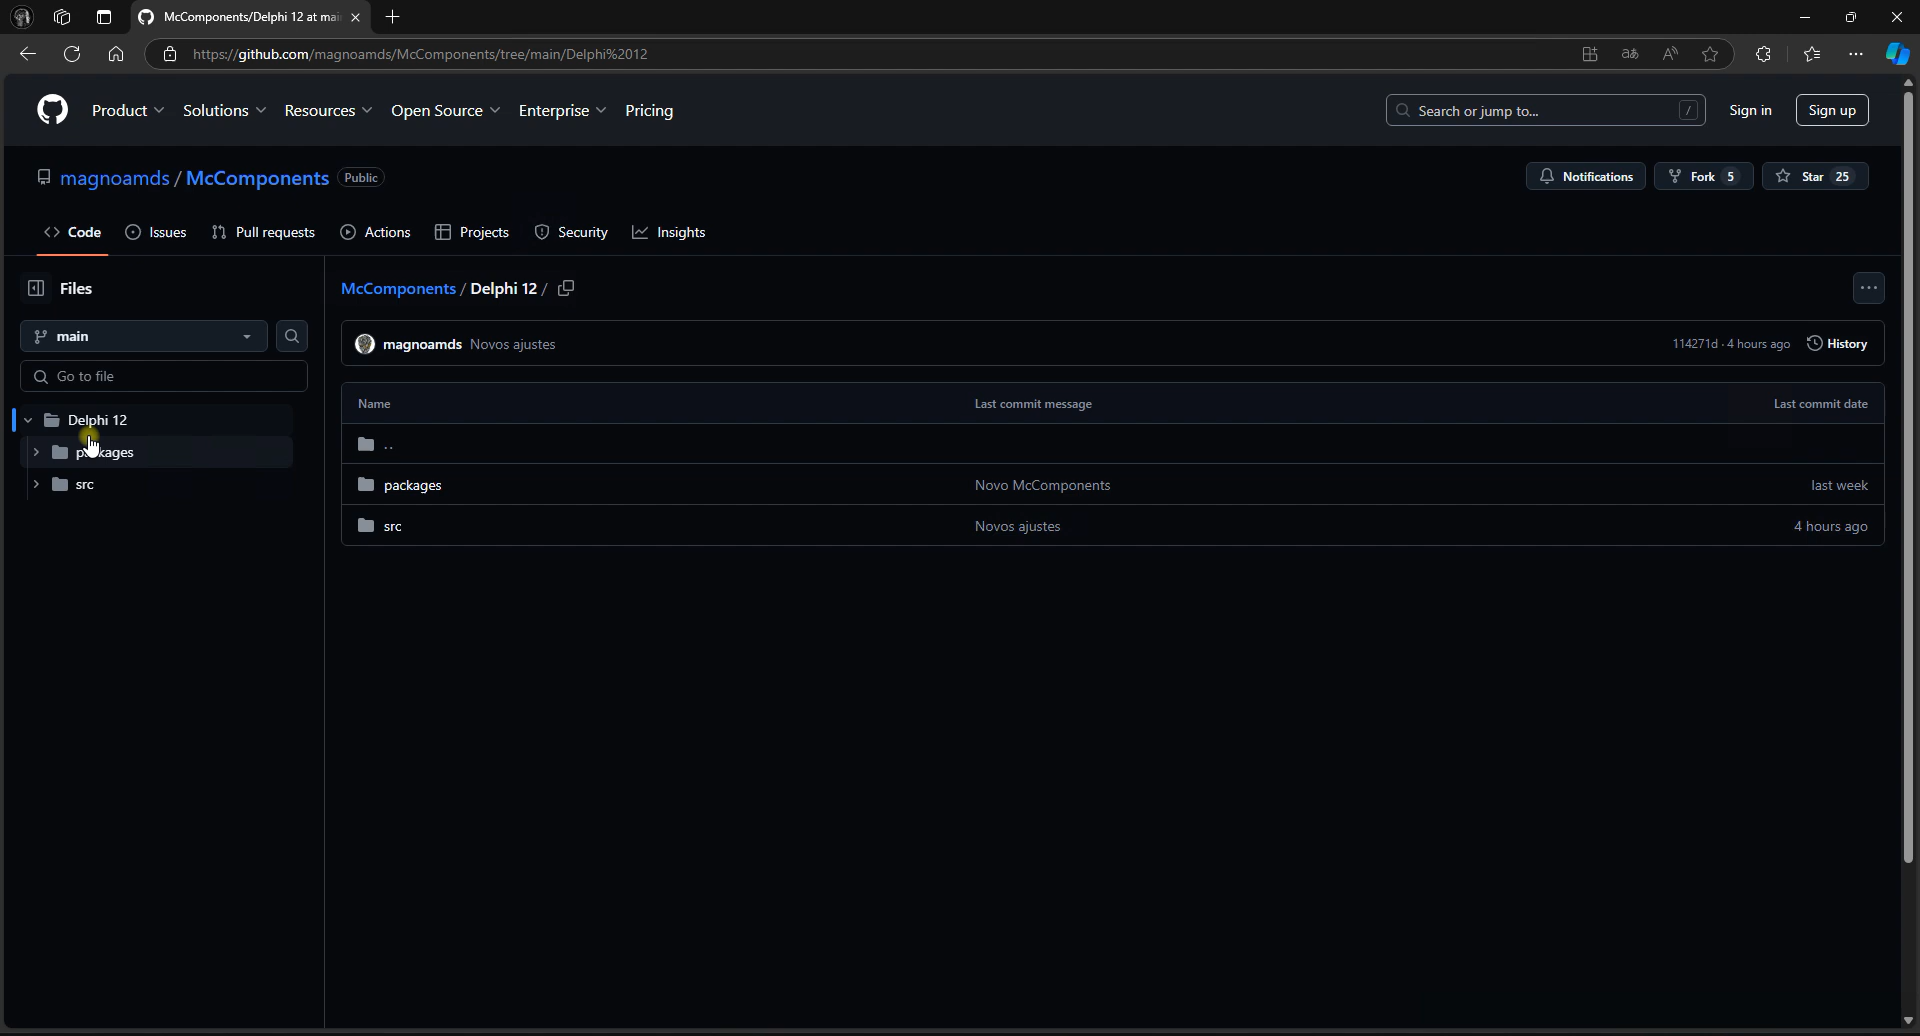 McComponents/Delphi 12 at mai
https://github.com/magnoamds/McComponents/tree/main/Delphi%2012
Product Solutions Resources Open Source Enterprise Pricing Search or jump to... / Sign in Sign up
magnoamds / McComponents Public Notifications Fork 5 Star 25
Code Issues Pull requests Actions Projects Security Insights
Files
McComponents / Delphi 12 /
main
magnoamds Novos ajustes 114271d · 4 hours ago History
Go to file
Name Last commit message Last commit date
Delphi 12
..
packages
src
packages Novo McComponents last week
src Novos ajustes 4 hours ago